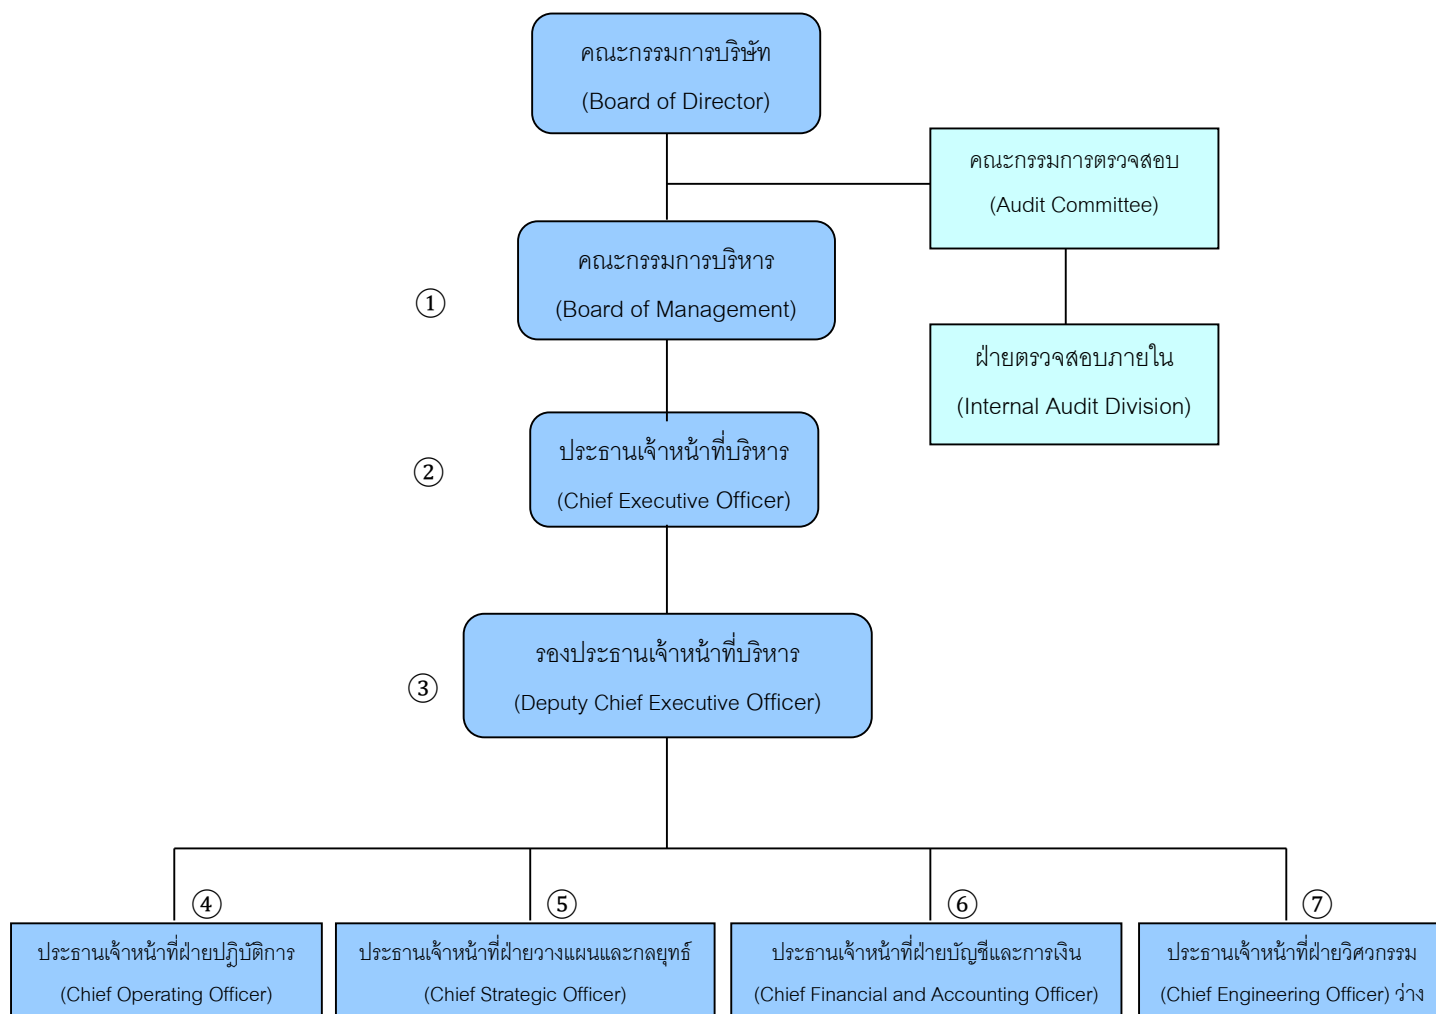 คณะกรรมการบริษัท
(Board of Director)
คณะกรรมการตรวจสอบ
(Audit Committee)
คณะกรรมการบริหาร
(Board of Management)
①
ฝ่ายตรวจสอบภายใน
(Internal Audit Division)
ประธานเจ้าหน้าที่บริหาร
(Chief Executive Officer)
②
รองประธานเจ้าหน้าที่บริหาร
(Deputy Chief Executive Officer)
③
④
ประธานเจ้าหน้าที่ฝ่ายปฏิบัติการ
(Chief Operating Officer)
⑤
ประธานเจ้าหน้าที่ฝ่ายวางแผนและกลยุทธ์
(Chief Strategic Officer)
⑥
ประธานเจ้าหน้าที่ฝ่ายบัญชีและการเงิน
(Chief Financial and Accounting Officer)
⑦
ประธานเจ้าหน้าที่ฝ่ายวิศวกรรม
(Chief Engineering Officer) ว่าง